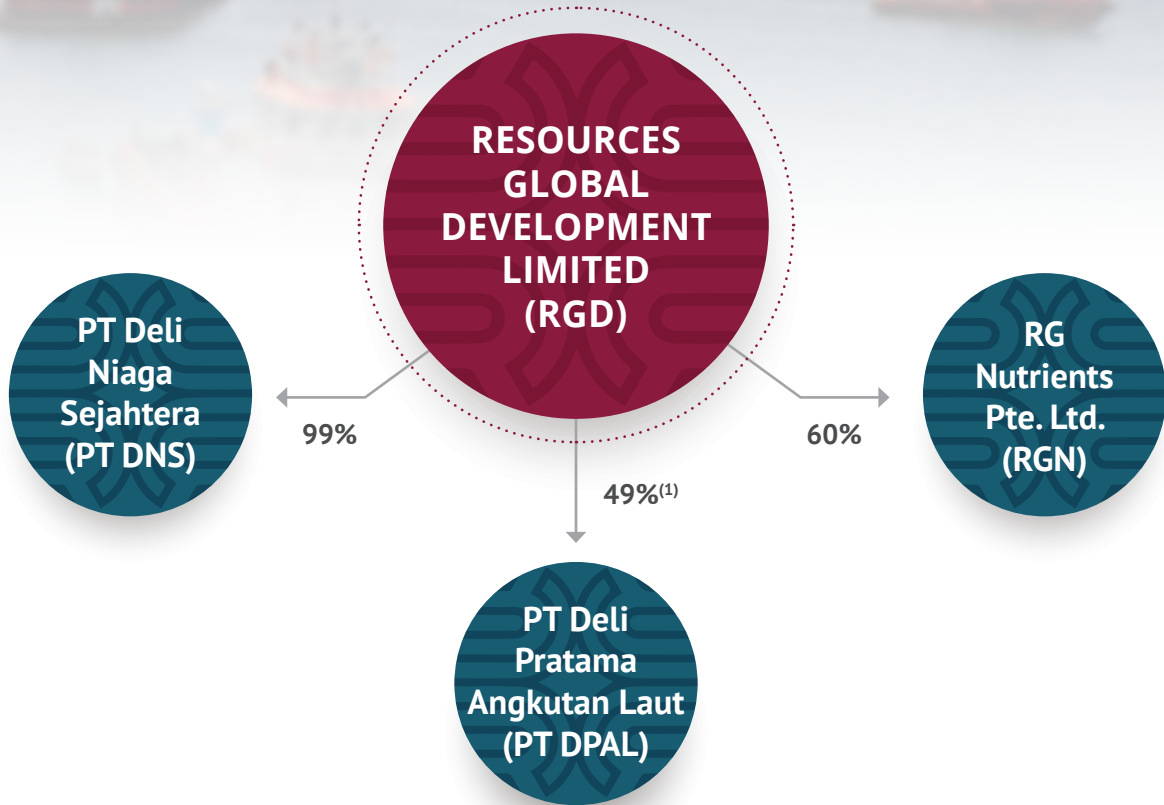 RESOURCES
GLOBAL
DEVELOPMENT
LIMITED
(RGD)
PT Deli
Niaga
Sejahtera
(PT DNS)
99%
49%(1)
60%
RG
Nutrients
Pte. Ltd.
(RGN)
PT Deli
Pratama
Angkutan Laut
(PT DPAL)